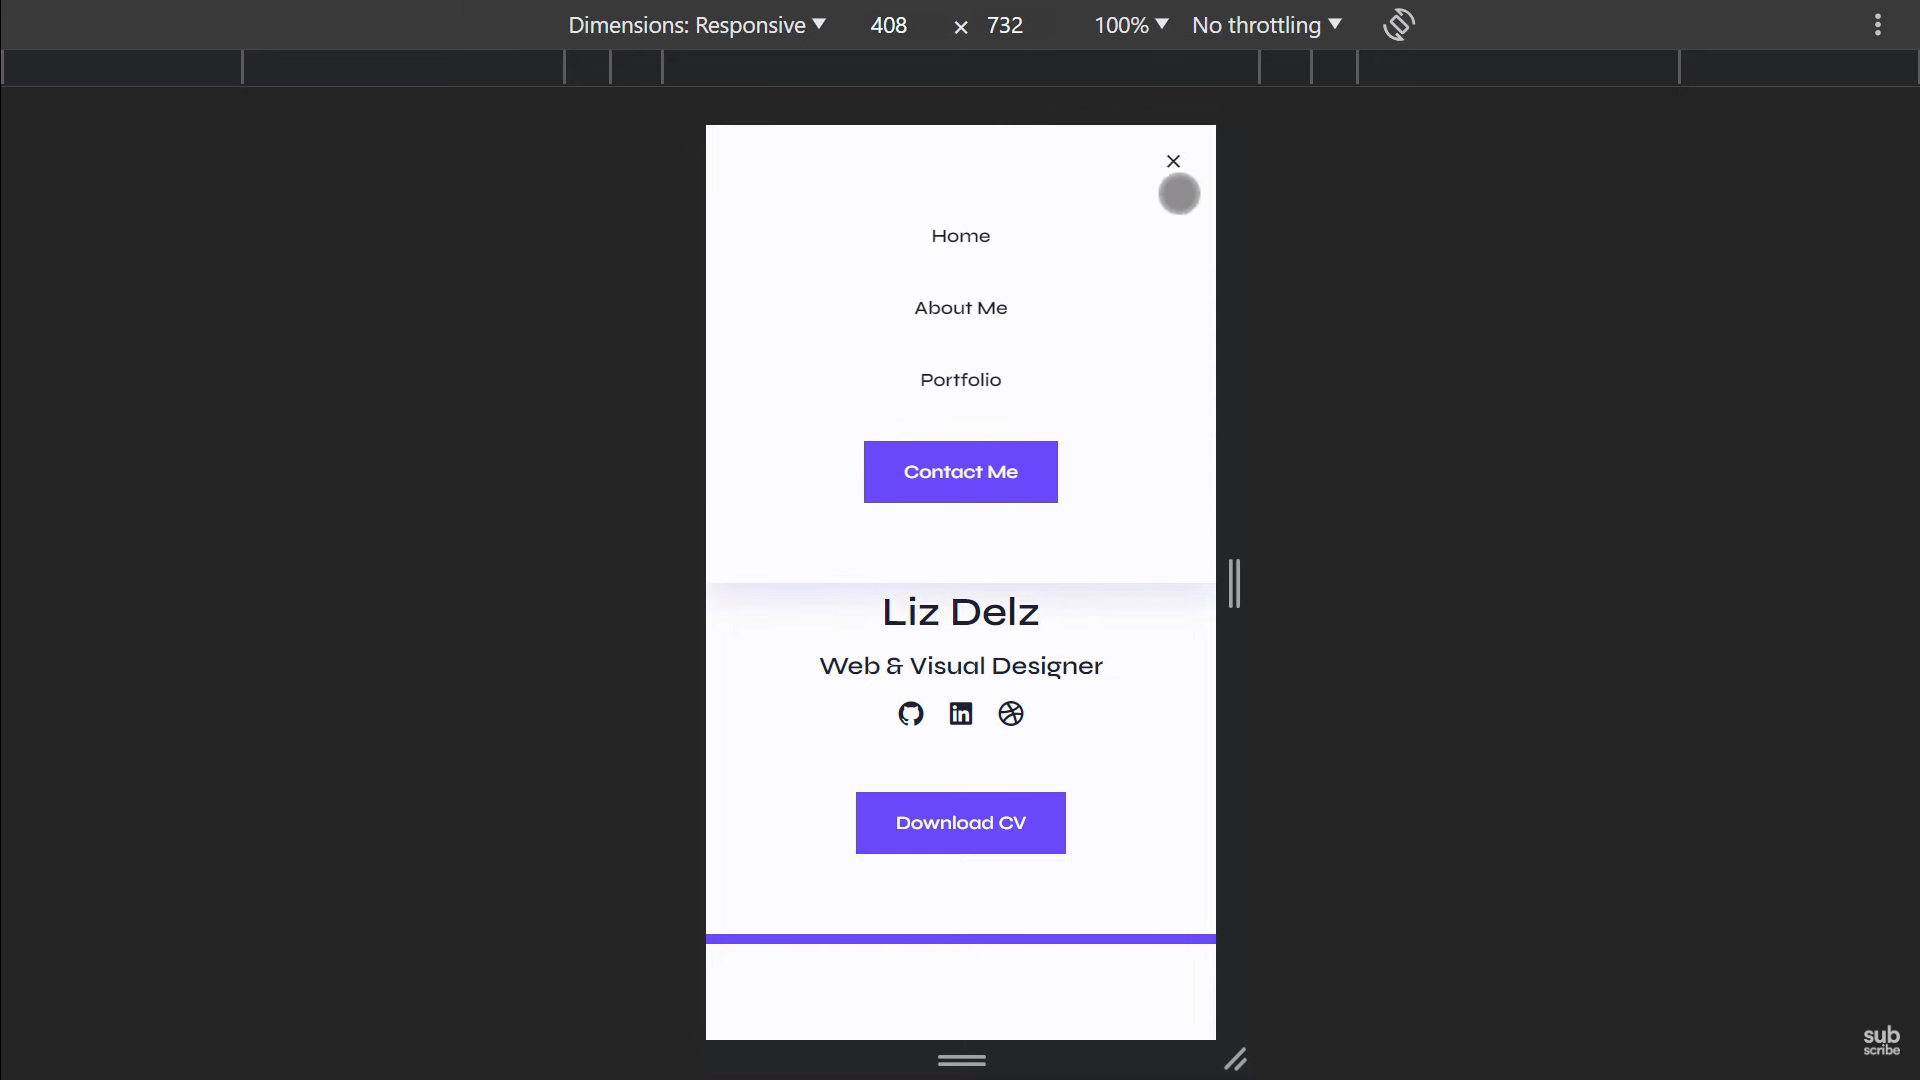 Dimensions: Responsive 408 × 732 100% No throttling
Home
About Me
Portfolio
Contact Me
Liz Delz
Web & Visual Designer
in
Download CV
sub
scribe